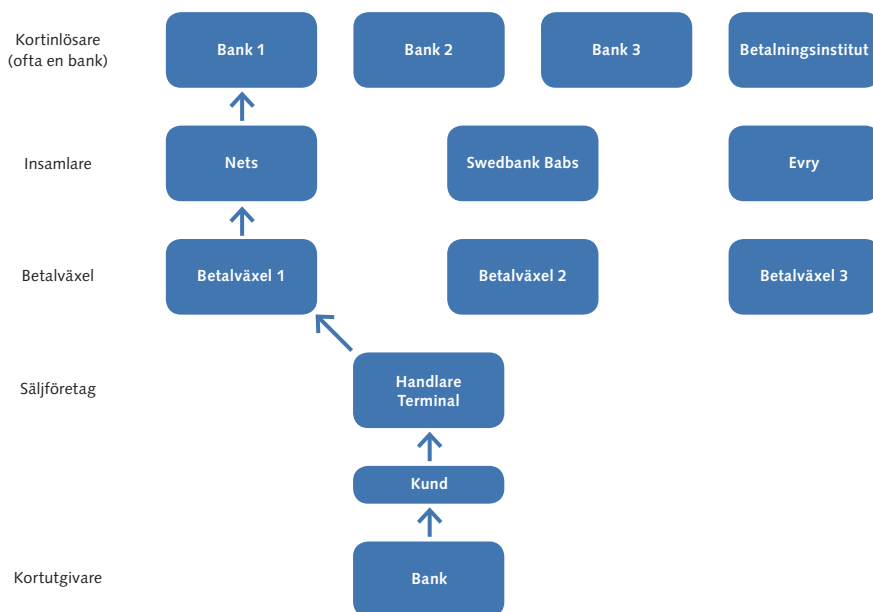 Kortinlösare
(ofta en bank)
Bank 1
Bank 2
Bank 3
Betalningsinstitut
Insamlare
Nets
Swedbank Babs
Evry
Betalväxel
Betalväxel 1
Betalväxel 2
Betalväxel 3
Säljföretag
Handlare
Terminal
Kund
Kortutgivare
Bank